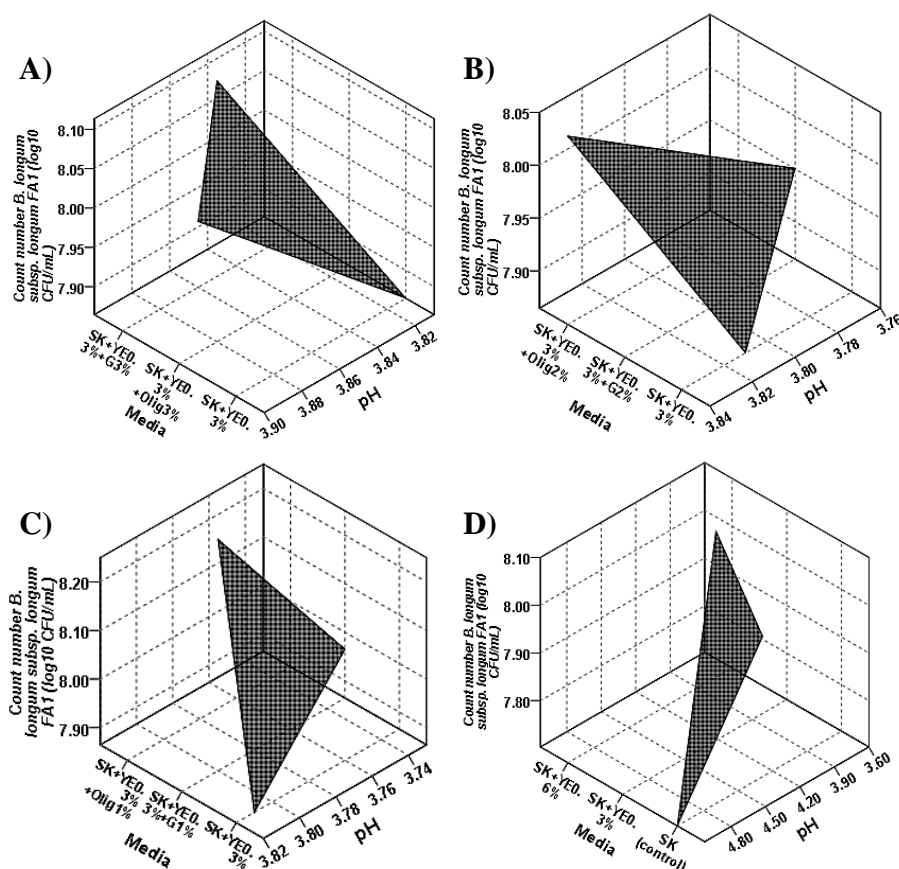 A)
Count number B. longum
subsp. longum FA1 (log10
CFU/mL)
8.10
8.05
8.00
7.95
7.90
SK+YE0.
3%+G3%
SK+YE0.
3%
+Olig3%
SK+YE0.
3%
Media
3.90
3.88
3.86
3.84
3.82
pH
B)
Count number B. longum
subsp. longum FA1 (log10
CFU/mL)
8.05
8.00
7.95
7.90
SK+YE0.
3%
+Olig2%
SK+YE0.
3%+G2%
SK+YE0.
3%
Media
3.84
3.82
3.80
3.78
3.76
pH
C)
Count number B.
longum subsp. longum
FA1 (log10 CFU/mL)
8.20
8.10
8.00
7.90
SK+YE0.
3%
+Olig1%
SK+YE0.
3%+G1%
SK+YE0.
3%
Media
3.82
3.80
3.78
3.76
3.74
pH
D)
Count number B. longum
subsp. longum FA1 (log10
CFU/mL)
8.10
8.00
7.90
7.80
SK+YE0.
6%
SK+YE0.
3%
SK
(control)
Media
4.80
4.50
4.20
3.90
3.60
pH